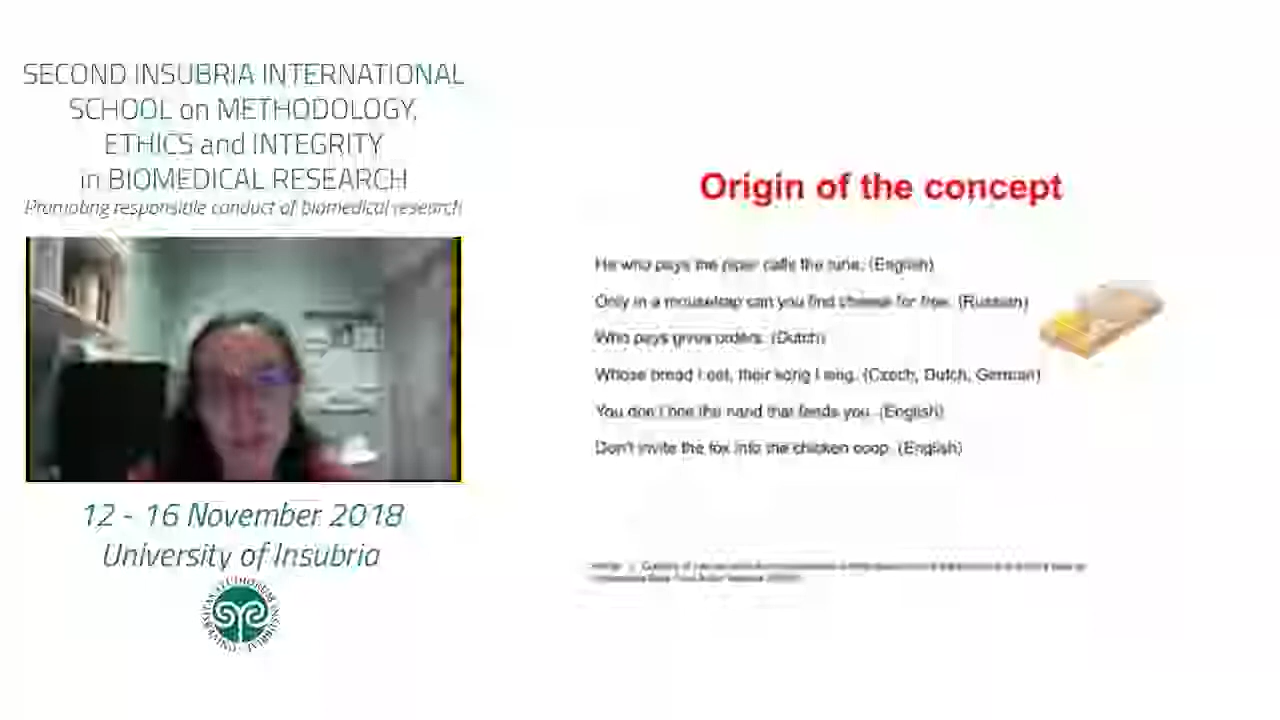 SECOND INSUBRIA INTERNATIONAL
SCHOOL on METHODOLOGY,
ETHICS and INTEGRITY
in BIOMEDICAL RESEARCH
Promoting responsible conduct of biomedical research
12 - 16 November 2018
University of Insubria
Origin of the concept
He who pays the piper calls the tune. (English)
Only in a mousetrap can you find cheese for free. (Russian)
Who pays gives orders. (Dutch)
Whose bread I eat, their song I sing. (Czech, Dutch, German)
You don't bite the hand that feeds you. (English)
Don't invite the fox into the chicken coop. (English)